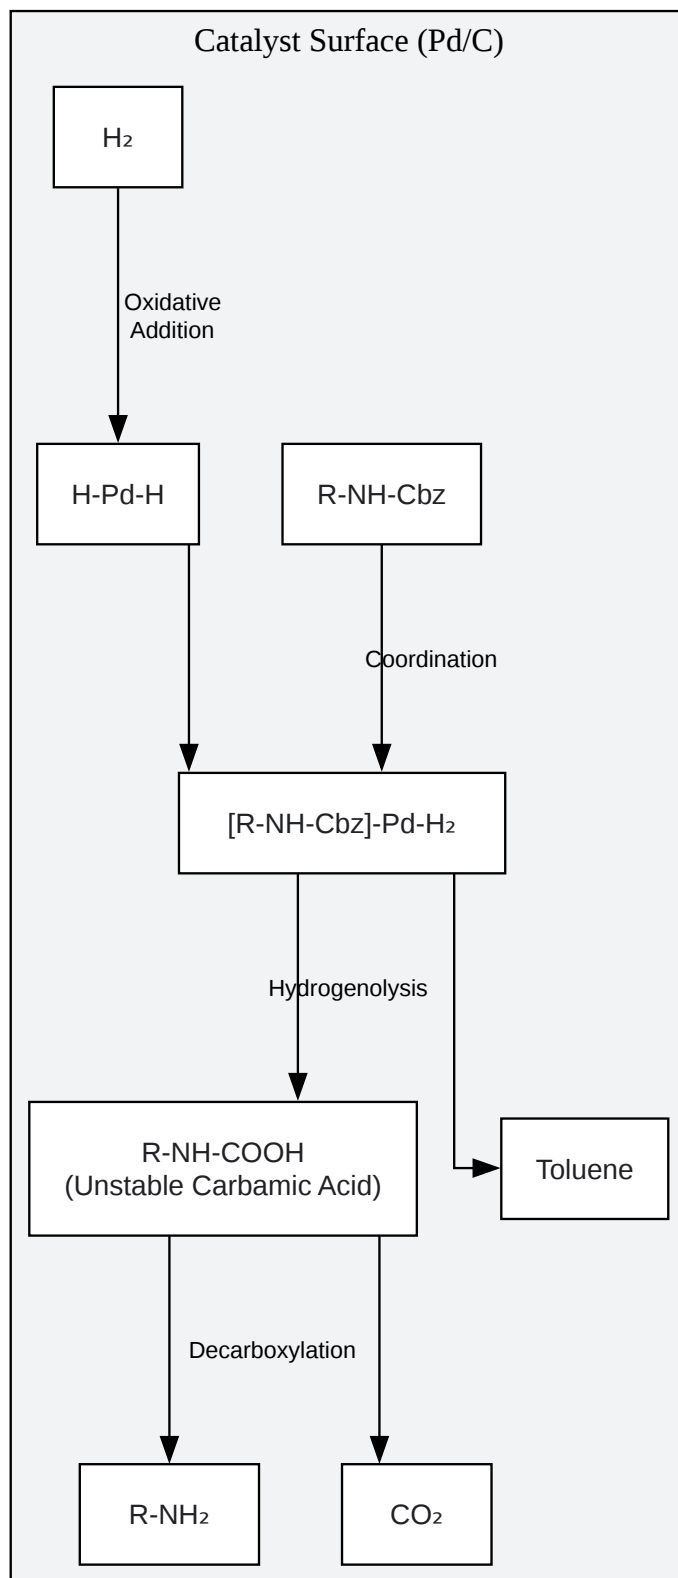 Catalyst Surface (Pd/C)
H₂
Oxidative
Addition
H-Pd-H
R-NH-Cbz
Coordination
[R-NH-Cbz]-Pd-H₂
Hydrogenolysis
R-NH-COOH
(Unstable Carbamic Acid)
Toluene
Decarboxylation
R-NH₂
CO₂